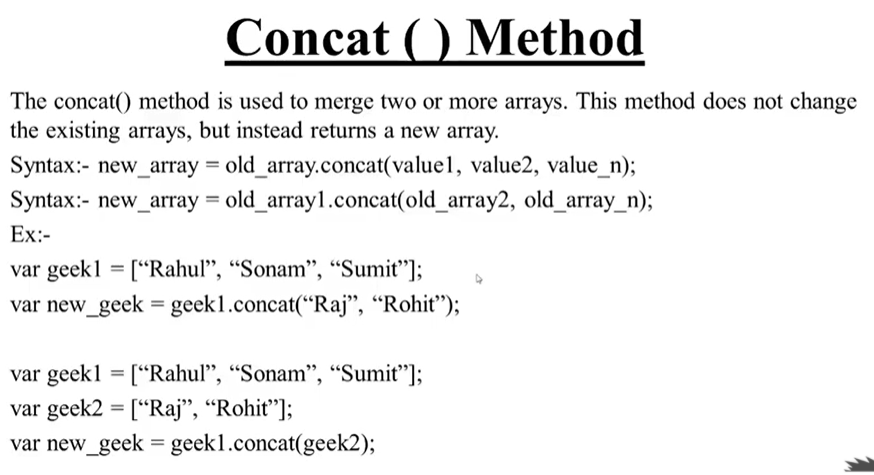 Concat ( ) Method
The concat() method is used to merge two or more arrays. This method does not change
the existing arrays, but instead returns a new array.
Syntax:- new_array = old_array.concat(value1, value2, value_n);
Syntax:- new_array = old_array1.concat(old_array2, old_array_n);
Ex:-
var geek1 = [“Rahul”, “Sonam”, “Sumit”];
var new_geek = geek1.concat(“Raj”, “Rohit”);
var geek1 = [“Rahul”, “Sonam”, “Sumit”];
var geek2 = [“Raj”, “Rohit”];
var new_geek = geek1.concat(geek2);